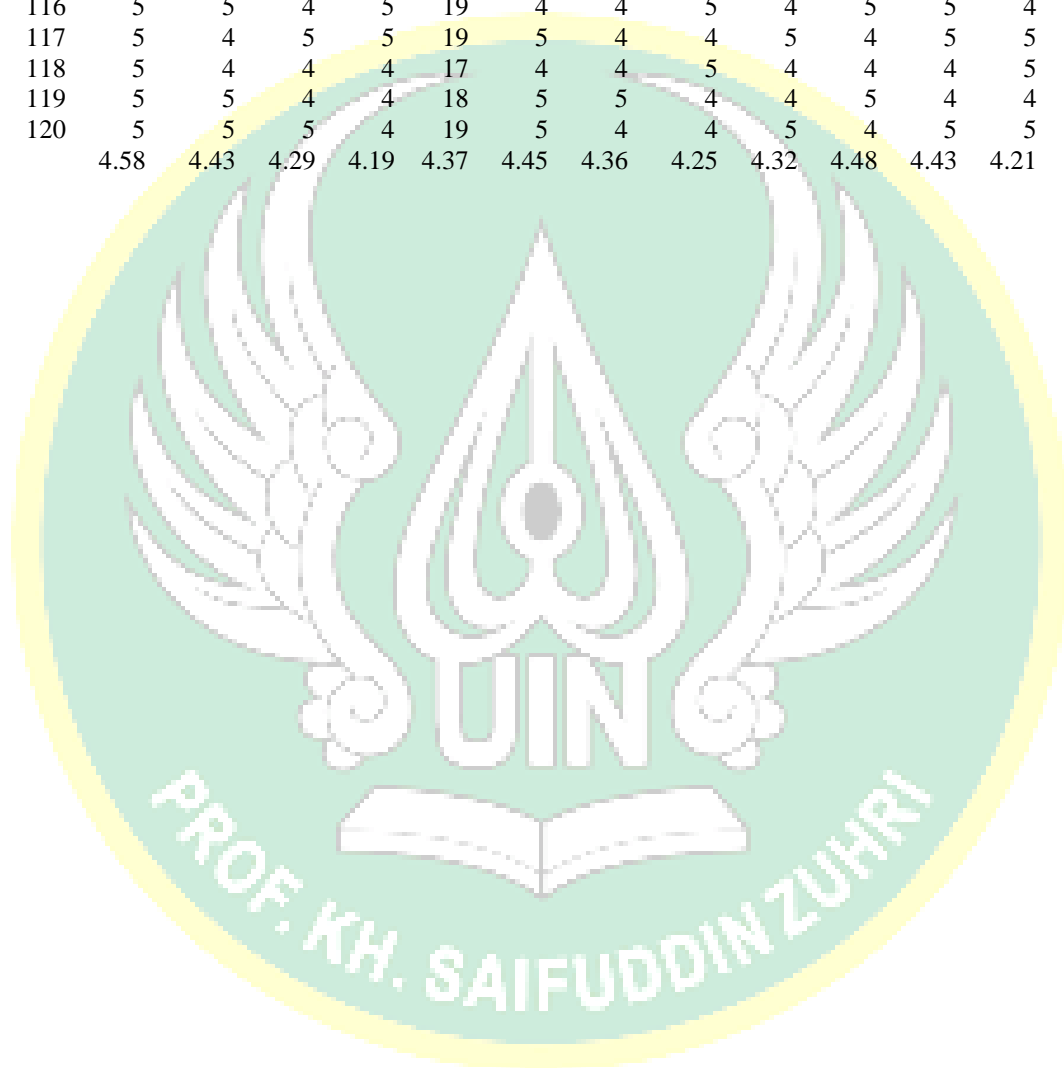 116 5 5 4 5 19 4 4 5 4 5 5 4
117 5 4 5 5 19 5 4 4 5 4 5 5
118 5 4 4 4 17 4 4 5 4 4 4 5
119 5 5 4 4 18 5 5 4 4 5 4 4
120 5 5 5 4 19 5 4 4 5 4 5 5
4.58 4.43 4.29 4.19 4.37 4.45 4.36 4.25 4.32 4.48 4.43 4.21
UIN
PROF. KH. SAIFUDDIN ZUHRI